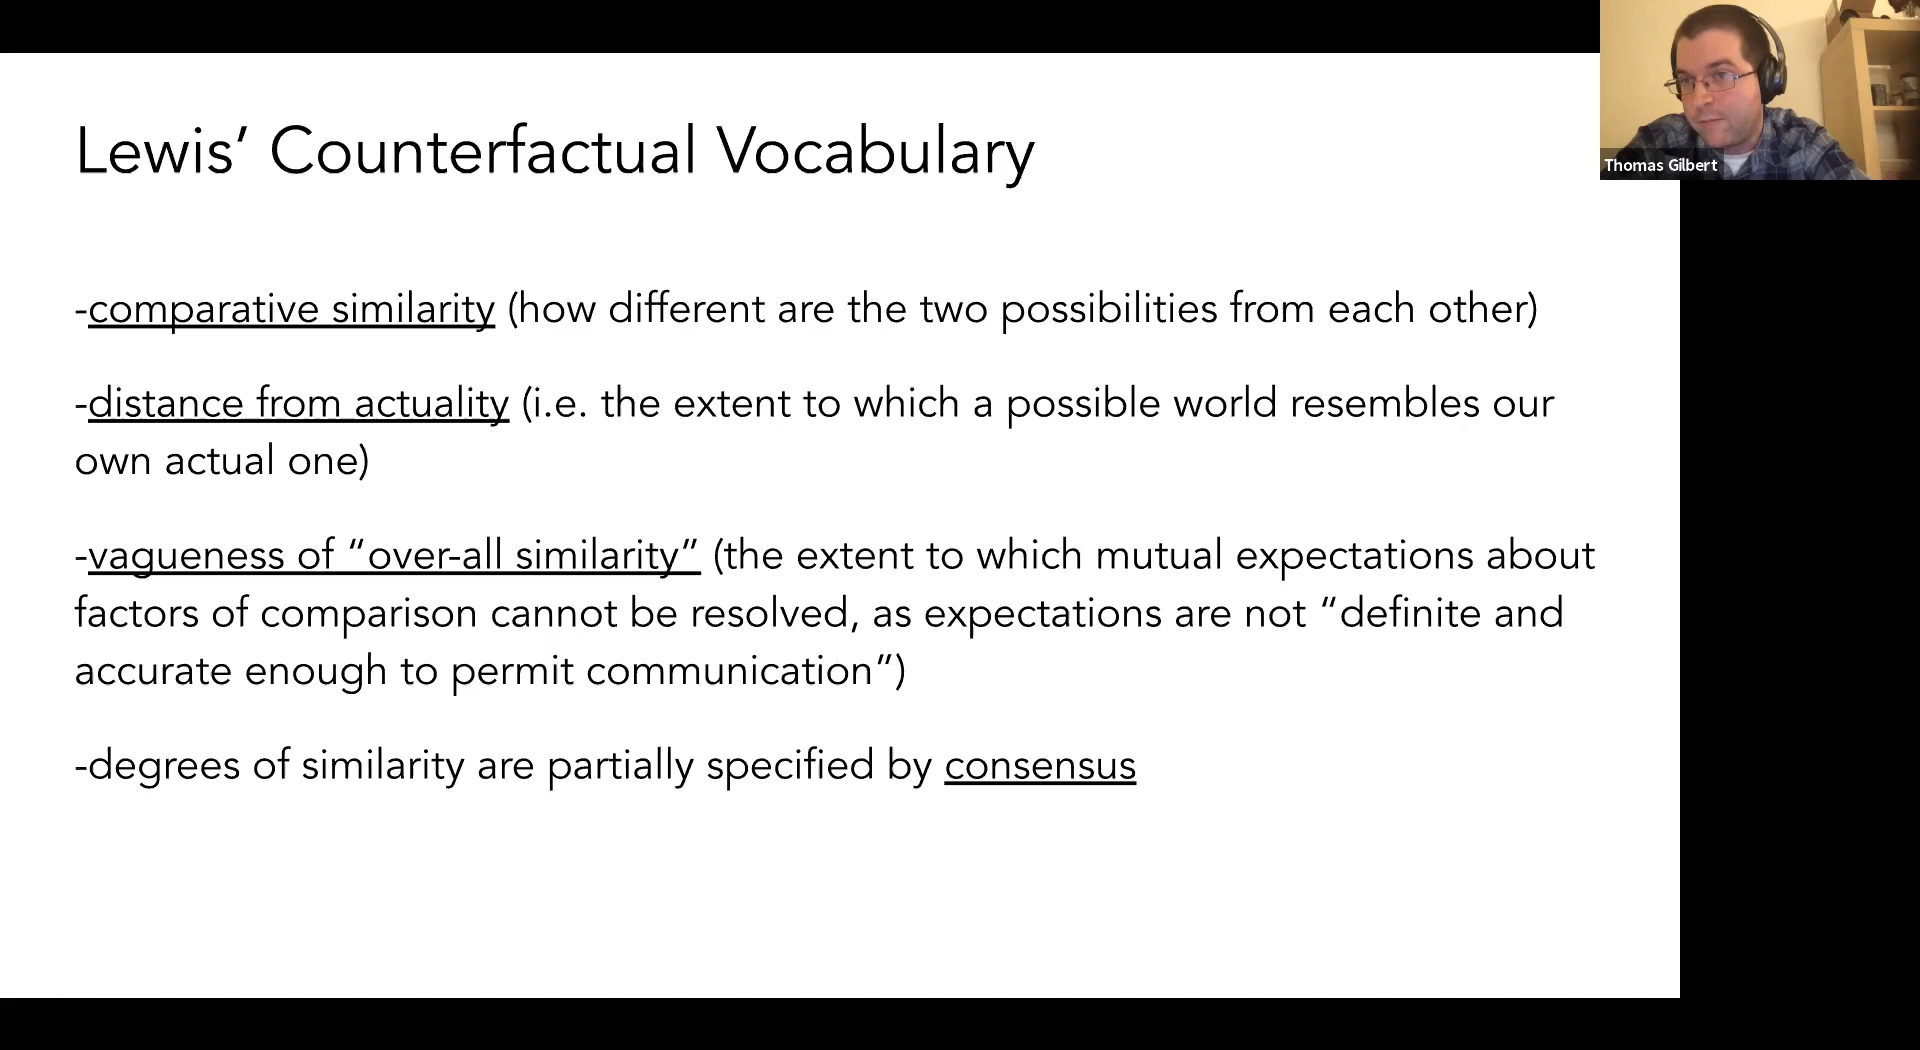 Lewis’ Counterfactual Vocabulary
Thomas Gilbert
-comparative similarity (how different are the two possibilities from each other)
-distance from actuality (i.e. the extent to which a possible world resembles our
own actual one)
-vagueness of “over-all similarity” (the extent to which mutual expectations about
factors of comparison cannot be resolved, as expectations are not “definite and
accurate enough to permit communication”)
-degrees of similarity are partially specified by consensus